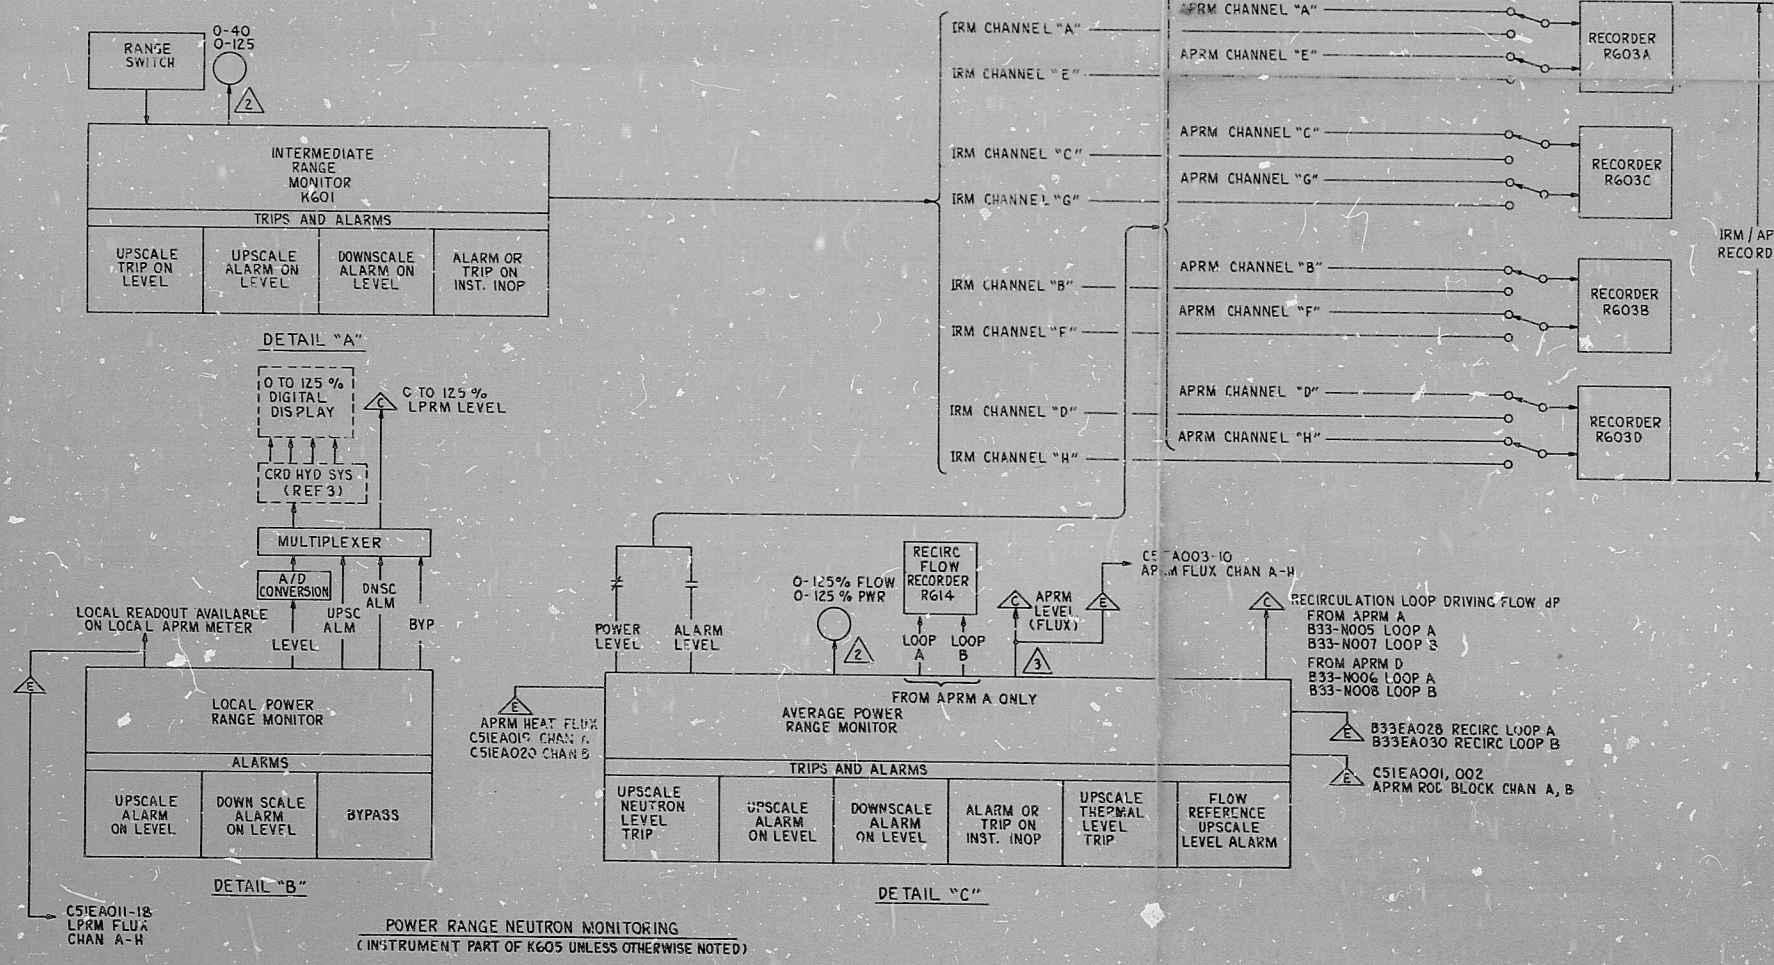 RANGE
SWITCH
0-40
0-125
2
INTERMEDIATE
RANGE
MONITOR
K601
TRIPS AND ALARMS
UPSCALE
TRIP ON
LEVEL
UPSCALE
ALARM ON
LEVEL
DOWNSCALE
ALARM ON
LEVEL
ALARM OR
TRIP ON
INST. INOP
DETAIL "A"
IRM CHANNEL "A"
IRM CHANNEL "E"
IRM CHANNEL "C"
IRM CHANNEL "G"
IRM CHANNEL "B"
IRM CHANNEL "F"
IRM CHANNEL "D"
IRM CHANNEL "H"
APRM CHANNEL "A"
APRM CHANNEL "E"
APRM CHANNEL "C"
APRM CHANNEL "G"
APRM CHANNEL "B"
APRM CHANNEL "F"
APRM CHANNEL "D"
APRM CHANNEL "H"
RECORDER
R603A
RECORDER
R603C
RECORDER
R603B
RECORDER
R603D
IRM / AP
RECORD
0 TO 125 %
DIGITAL
DISPLAY
C
C TO 125 %
LPRM LEVEL
CRD HYD SYS
(REF 3)
MULTIPLEXER
A/D
CONVERSION
LOCAL READOUT AVAILABLE
ON LOCAL APRM METER
LEVEL
UPSC
ALM
DNSC
ALM
BYP
E
LOCAL POWER
RANGE MONITOR
ALARMS
UPSCALE
ALARM
ON LEVEL
DOWN SCALE
ALARM
ON LEVEL
BYPASS
DETAIL "B"
C51EA011-18
LPRM FLUX
CHAN A-H
POWER
LEVEL
ALARM
LEVEL
0-125% FLOW
0-125 % PWR
2
RECIRC
FLOW
RECORDER
R614
LOOP
A
LOOP
B
C
APRM
LEVEL
(FLUX)
E
3
C51EA003-10
APRM FLUX CHAN A-H
C
RECIRCULATION LOOP DRIVING FLOW dP
FROM APRM A
B33-N005 LOOP A
B33-N007 LOOP B
FROM APRM D
B33-N006 LOOP A
B33-N008 LOOP B
E
APRM HEAT FLUX
C51EA019 CHAN A
C51EA020 CHAN B
FROM APRM A ONLY
AVERAGE POWER
RANGE MONITOR
E
B33EA028 RECIRC LOOP A
B33EA030 RECIRC LOOP B
E
C51EA001, 002
APRM ROD BLOCK CHAN A, B
TRIPS AND ALARMS
UPSCALE
NEUTRON
LEVEL
TRIP
UPSCALE
ALARM
ON LEVEL
DOWNSCALE
ALARM
ON LEVEL
ALARM OR
TRIP ON
INST. INOP
UPSCALE
THERMAL
LEVEL
TRIP
FLOW
REFERENCE
UPSCALE
LEVEL ALARM
DETAIL "C"
POWER RANGE NEUTRON MONITORING
(INSTRUMENT PART OF K605 UNLESS OTHERWISE NOTED)